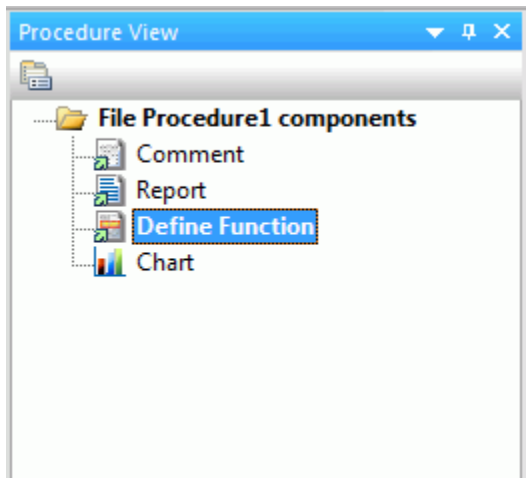 Procedure View
File Procedure1 components
Comment
Report
Define Function
Chart